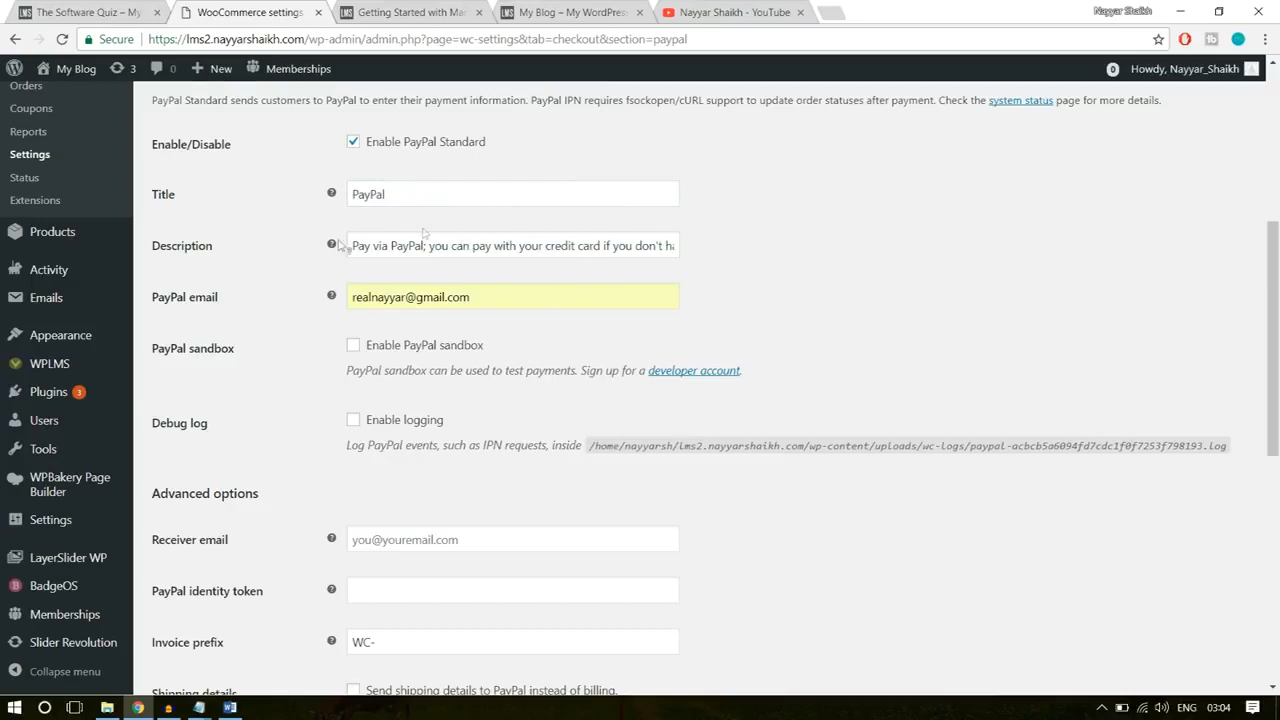 The Software Quiz – My
WooCommerce settings
Getting Started with Mar
My Blog – My WordPress
Nayyar Shaikh - YouTube
Nayyar Shaikh
Secure
https://lms2.nayyarshaikh.com/wp-admin/admin.php?page=wc-settings&tab=checkout&section=paypal
My Blog
3
0
New
Memberships
0
Howdy, Nayyar_Shaikh
Orders
Coupons
Reports
Settings
Status
Extensions
Products
Activity
Emails
Appearance
WPLMS
Plugins 3
Users
Tools
WPBakery Page
Builder
Settings
LayerSlider WP
BadgeOS
Memberships
Slider Revolution
Collapse menu
PayPal Standard sends customers to PayPal to enter their payment information. PayPal IPN requires fsockopen/cURL support to update order statuses after payment. Check the system status page for more details.
Enable/Disable
Enable PayPal Standard
Title
PayPal
Description
Pay via PayPal; you can pay with your credit card if you don't ha
PayPal email
realnayyar@gmail.com
PayPal sandbox
Enable PayPal sandbox
PayPal sandbox can be used to test payments. Sign up for a developer account.
Debug log
Enable logging
Log PayPal events, such as IPN requests, inside /home/nayyarsh/lms2.nayyarshaikh.com/wp-content/uploads/wc-logs/paypal-acbcb5a6094fd7cdc1f0f7253f798193.log
Advanced options
Receiver email
you@youremail.com
PayPal identity token
Invoice prefix
WC-
Shipping details
Send shipping details to PayPal instead of billing.
ENG
03:04